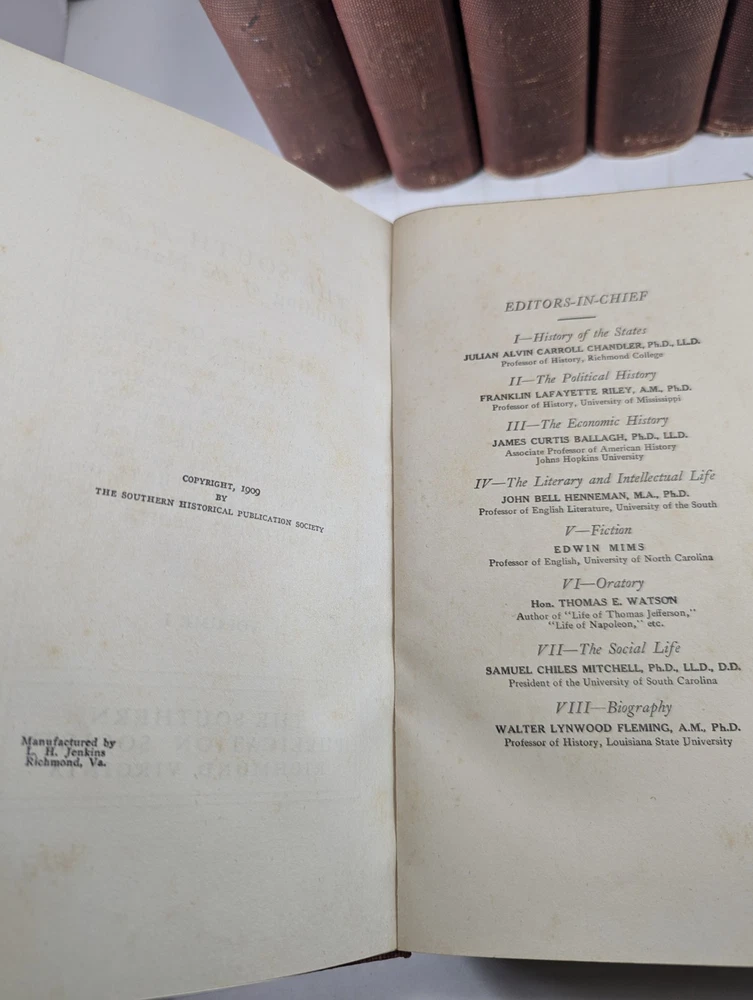 COPYRIGHT, 1909
BY
THE SOUTHERN HISTORICAL PUBLICATION SOCIETY
Manufactured by
L. H. Jenkins
Richmond, Va.
EDITORS-IN-CHIEF
I—History of the States
JULIAN ALVIN CARROLL CHANDLER, Ph.D., LL.D.
Professor of History, Richmond College
II—The Political History
FRANKLIN LAFAYETTE RILEY, A.M., Ph.D.
Professor of History, University of Mississippi
III—The Economic History
JAMES CURTIS BALLAGH, Ph.D., LL.D.
Associate Professor of American History
Johns Hopkins University
IV—The Literary and Intellectual Life
JOHN BELL HENNEMAN, M.A., Ph.D.
Professor of English Literature, University of the South
V—Fiction
EDWIN MIMS
Professor of English, University of North Carolina
VI—Oratory
Hon. THOMAS E. WATSON
Author of "Life of Thomas Jefferson,"
"Life of Napoleon," etc.
VII—The Social Life
SAMUEL CHILES MITCHELL, Ph.D., LL.D., D.D.
President of the University of South Carolina
VIII—Biography
WALTER LYNWOOD FLEMING, A.M., Ph.D.
Professor of History, Louisiana State University